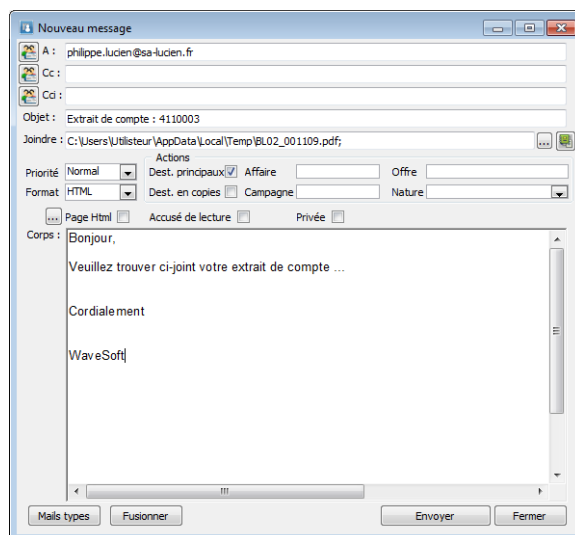 Nouveau message
A : philippe.lucien@sa-lucien.fr
Cc :
Cci :
Objet : Extrait de compte : 4110003
Joindre : C:\Users\Utilisteur\AppData\Local\Temp\BL02_001109.pdf; ...
Actions
Priorité Normal Dest. principaux Affaire Offre
Format HTML Dest. en copies Campagne Nature
... Page Html Accusé de lecture Privée
Corps : Bonjour,
Veuillez trouver ci-joint votre extrait de compte ...
Cordialement
WaveSoft
Mails types Fusionner Envoyer Fermer